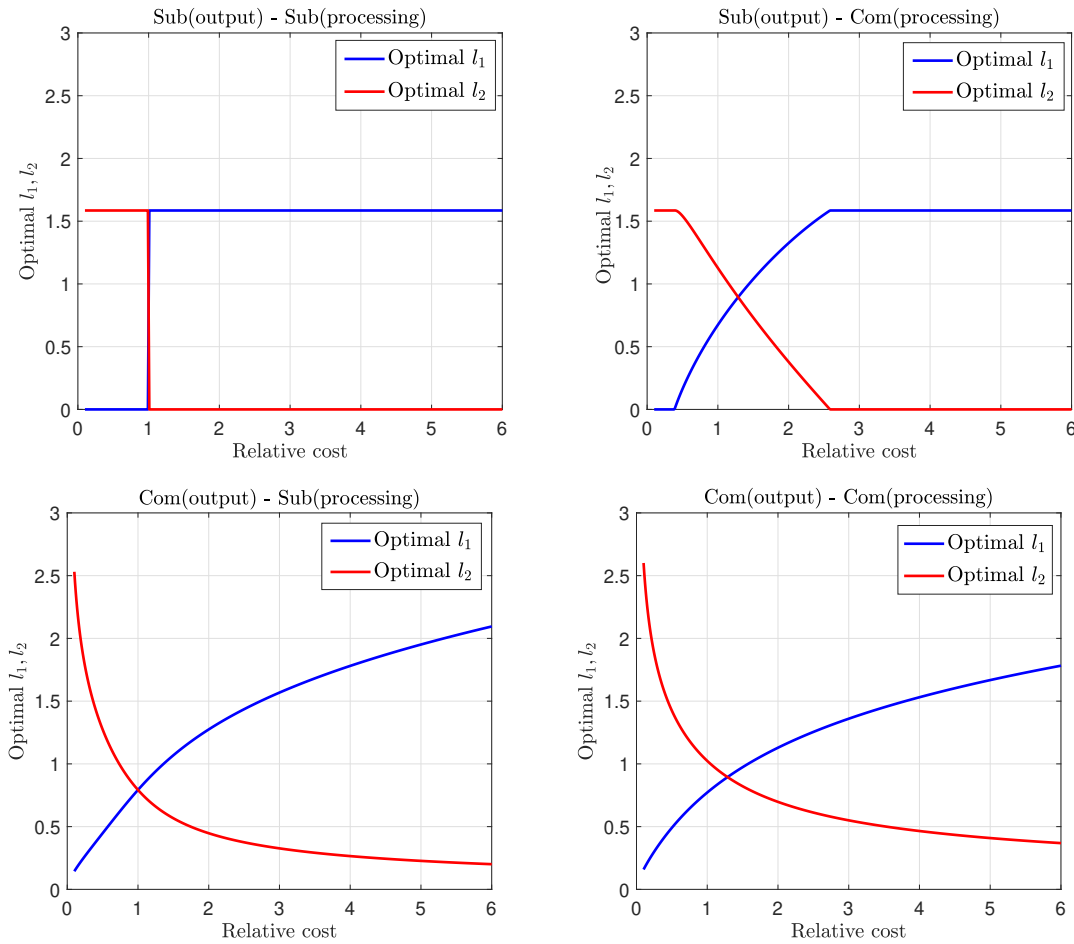 Sub(output) - Sub(processing)
3
2.5
2
1.5
1
0.5
0
Optimal l₁, l₂
Optimal l₁
Optimal l₂
0 1 2 3 4 5 6
Relative cost
Sub(output) - Com(processing)
3
2.5
2
1.5
1
0.5
0
Optimal l₁, l₂
Optimal l₁
Optimal l₂
0 1 2 3 4 5 6
Relative cost
Com(output) - Sub(processing)
3
2.5
2
1.5
1
0.5
0
Optimal l₁, l₂
Optimal l₁
Optimal l₂
0 1 2 3 4 5 6
Relative cost
Com(output) - Com(processing)
3
2.5
2
1.5
1
0.5
0
Optimal l₁, l₂
Optimal l₁
Optimal l₂
0 1 2 3 4 5 6
Relative cost